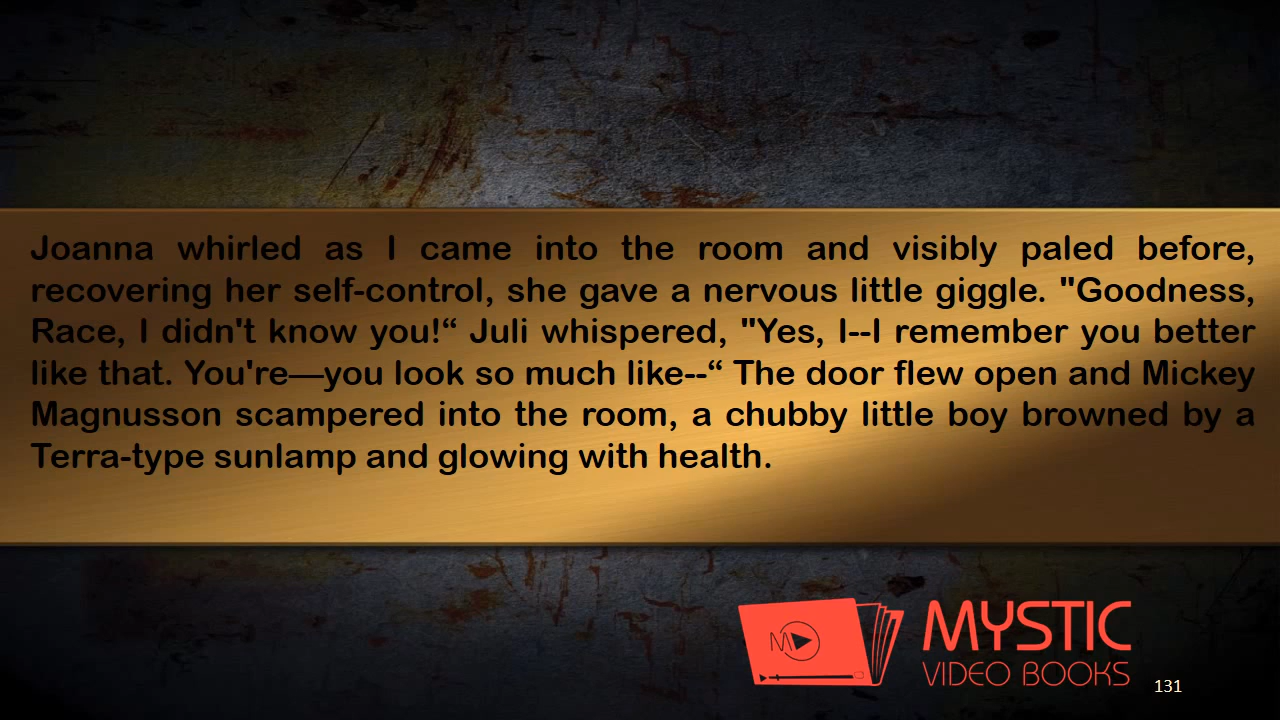 Joanna whirled as I came into the room and visibly paled before,
recovering her self-control, she gave a nervous little giggle. "Goodness,
Race, I didn't know you!“ Juli whispered, "Yes, I--I remember you better
like that. You're—you look so much like--“ The door flew open and Mickey
Magnusson scampered into the room, a chubby little boy browned by a
Terra-type sunlamp and glowing with health.
MYSTIC
VIDEO BOOKS
131